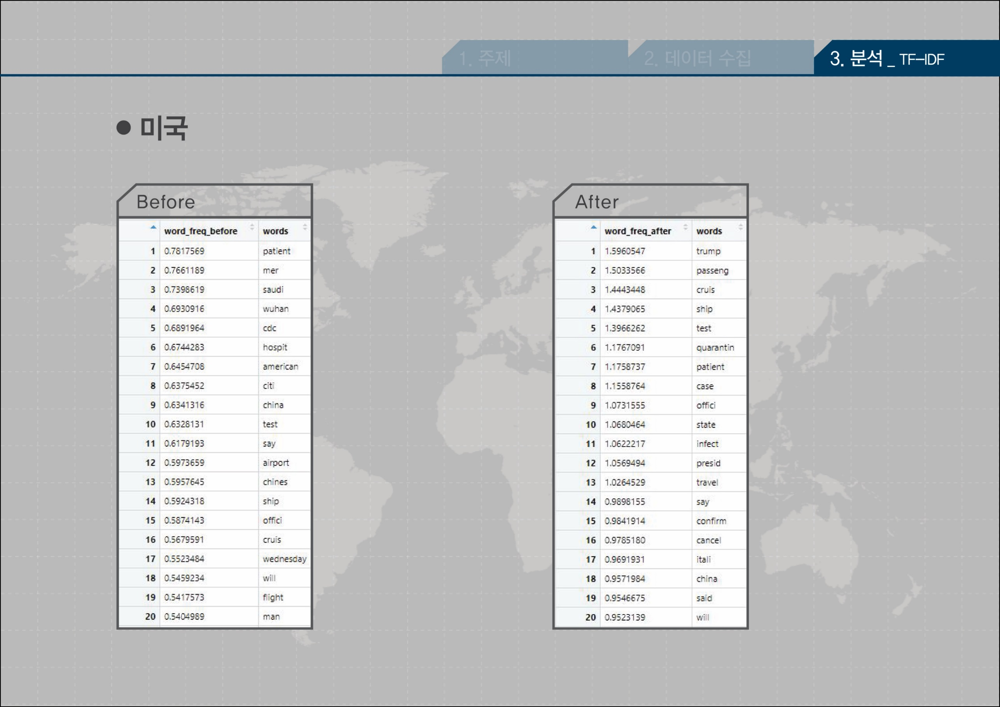 1. 주제
2. 데이터 수집
3. 분석 _ TF-IDF
● 미국
Before
word_freq_before words
1 0.7817569 patient
2 0.7661189 mer
3 0.7398619 saudi
4 0.6930916 wuhan
5 0.6891964 cdc
6 0.6744283 hospit
7 0.6454708 american
8 0.6375452 citi
9 0.6341316 china
10 0.6328131 test
11 0.6179193 say
12 0.5973659 airport
13 0.5957645 chines
14 0.5924318 ship
15 0.5874143 offici
16 0.5679591 cruis
17 0.5523484 wednesday
18 0.5459234 will
19 0.5417573 flight
20 0.5404989 man
After
word_freq_after words
1 1.5960547 trump
2 1.5033566 passeng
3 1.4443448 cruis
4 1.4379065 ship
5 1.3966262 test
6 1.1767091 quarantin
7 1.1758737 patient
8 1.1558764 case
9 1.0731555 offici
10 1.0680464 state
11 1.0622217 infect
12 1.0569494 presid
13 1.0264529 travel
14 0.9898155 say
15 0.9841914 confirm
16 0.9785180 cancel
17 0.9691931 itali
18 0.9571984 china
19 0.9546675 said
20 0.9523139 will